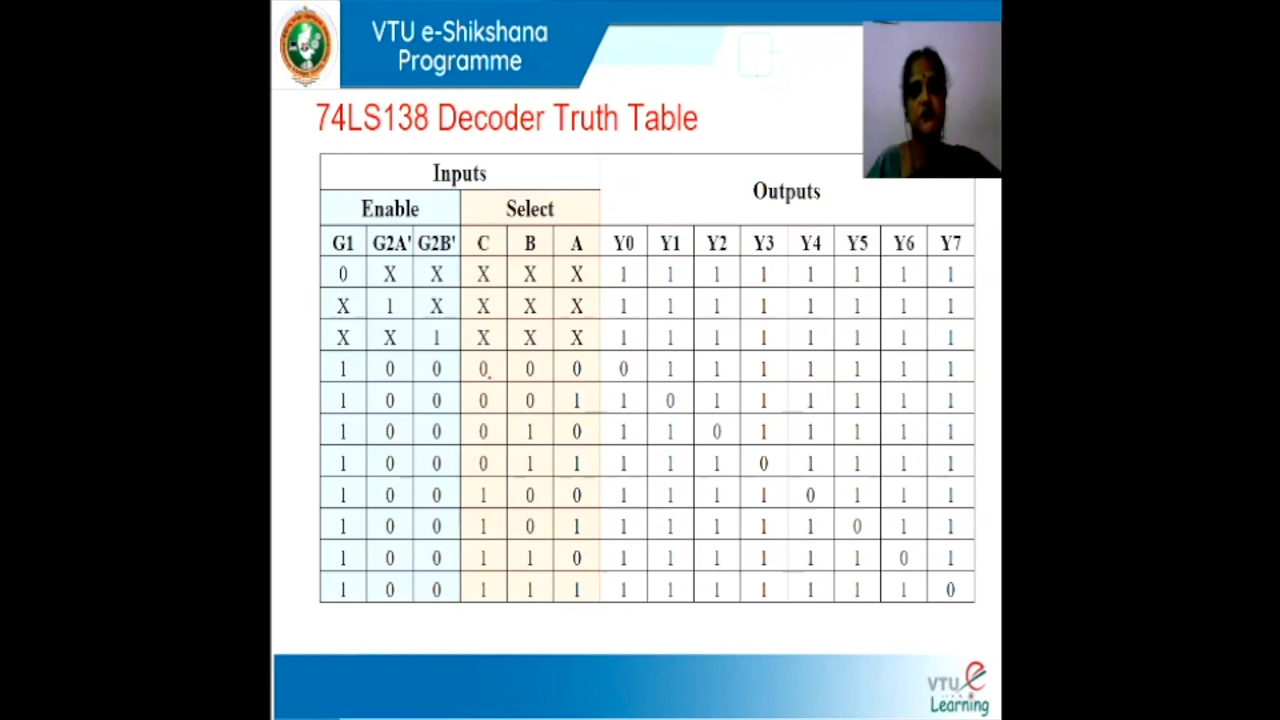 VTU e-Shikshana
Programme
74LS138 Decoder Truth Table
Inputs
Outputs
Enable Select
G1 G2A' G2B' C B A Y0 Y1 Y2 Y3 Y4 Y5 Y6 Y7
0 X X X X X 1 1 1 1 1 1 1 1
X 1 X X X X 1 1 1 1 1 1 1 1
X X 1 X X X 1 1 1 1 1 1 1 1
1 0 0 0 0 0 0 1 1 1 1 1 1 1
1 0 0 0 0 1 1 0 1 1 1 1 1 1
1 0 0 0 1 0 1 1 0 1 1 1 1 1
1 0 0 0 1 1 1 1 1 0 1 1 1 1
1 0 0 1 0 0 1 1 1 1 0 1 1 1
1 0 0 1 0 1 1 1 1 1 1 0 1 1
1 0 0 1 1 0 1 1 1 1 1 1 0 1
1 0 0 1 1 1 1 1 1 1 1 1 1 0
VTU e
Learning